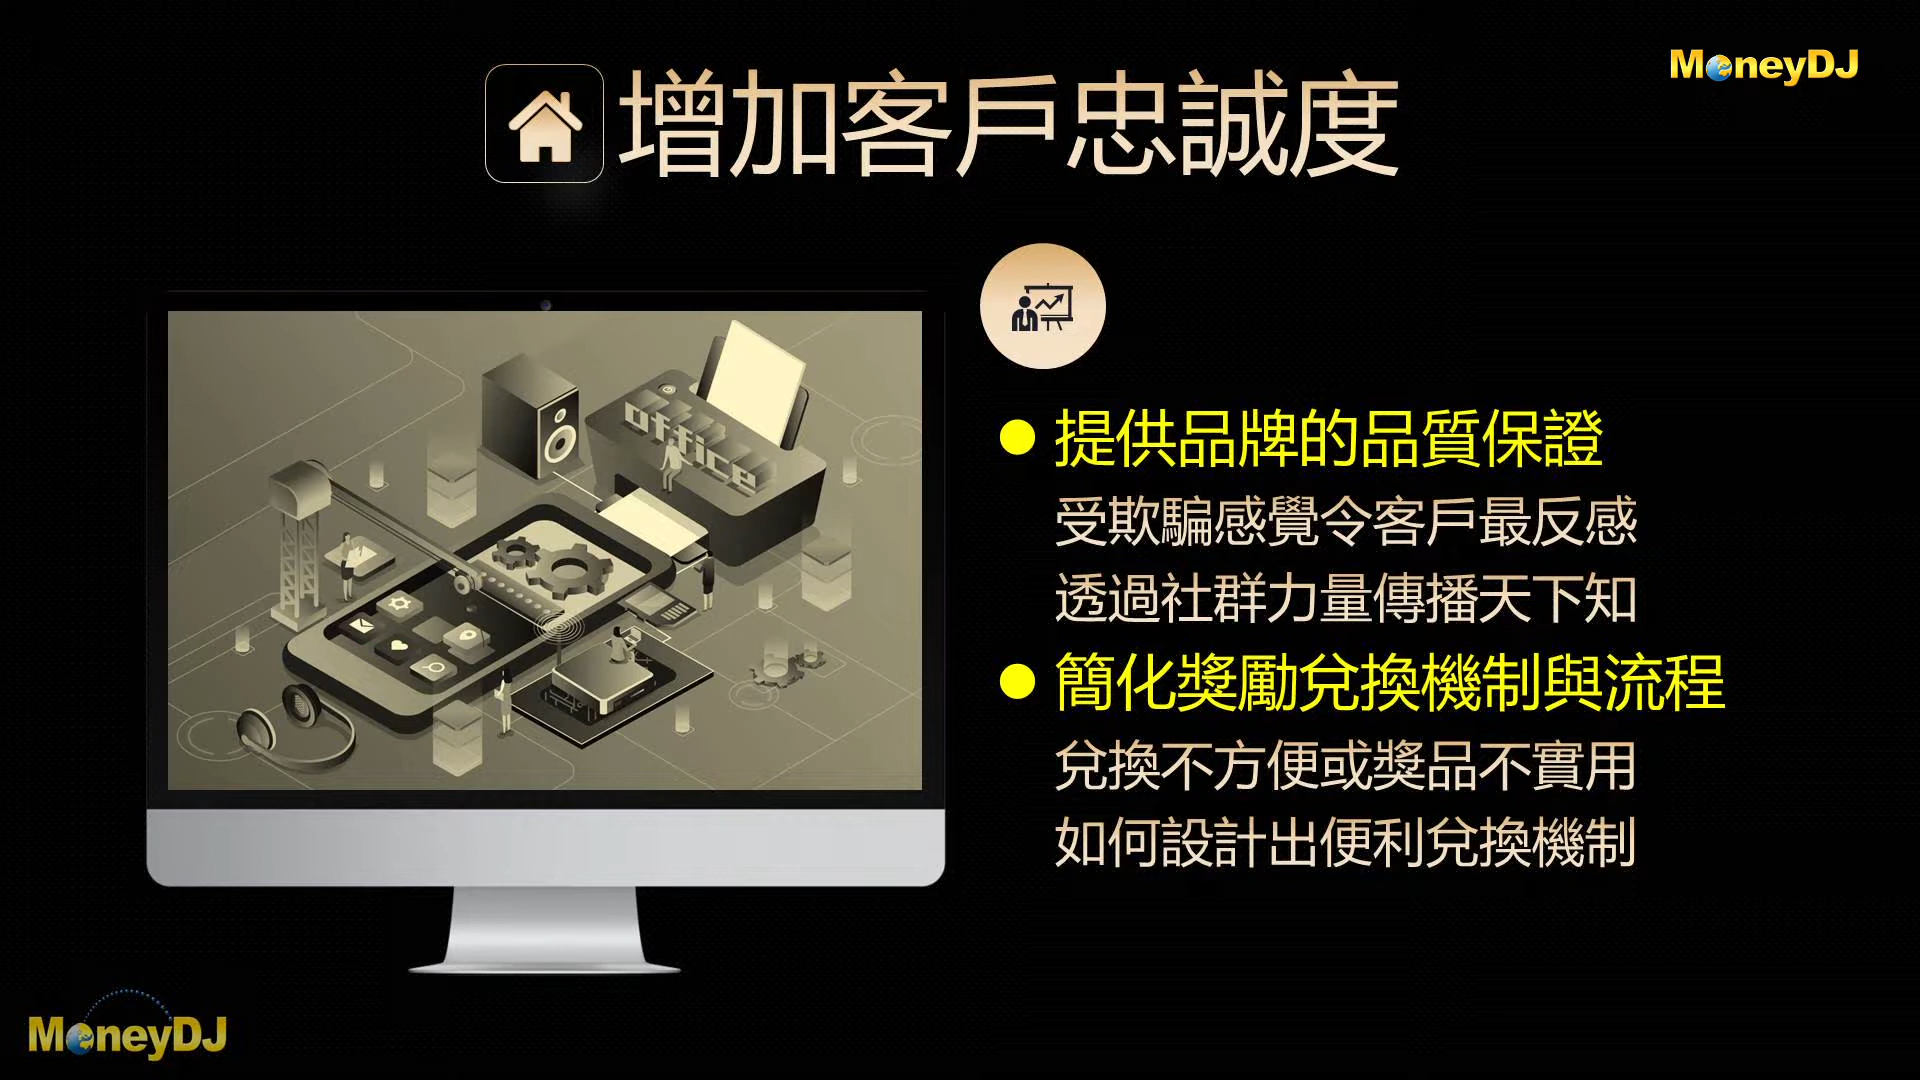 增加客戶忠誠度
MoneyDJ
office
提供品牌的品質保證
受欺騙感覺令客戶最反感
透過社群力量傳播天下知
簡化獎勵兌換機制與流程
兌換不方便或獎品不實用
如何設計出便利兌換機制
MoneyDJ